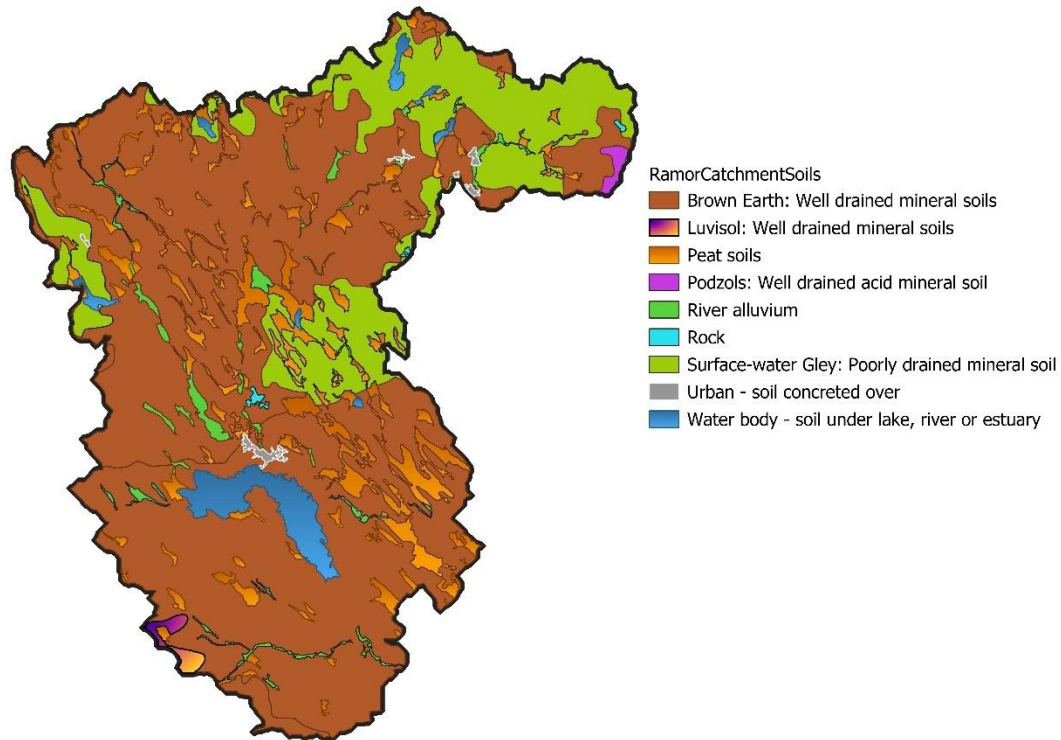 RamorCatchmentSoils
Brown Earth: Well drained mineral soils
Luvisol: Well drained mineral soils
Peat soils
Podzols: Well drained acid mineral soil
River alluvium
Rock
Surface-water Gley: Poorly drained mineral soil
Urban - soil concreted over
Water body - soil under lake, river or estuary